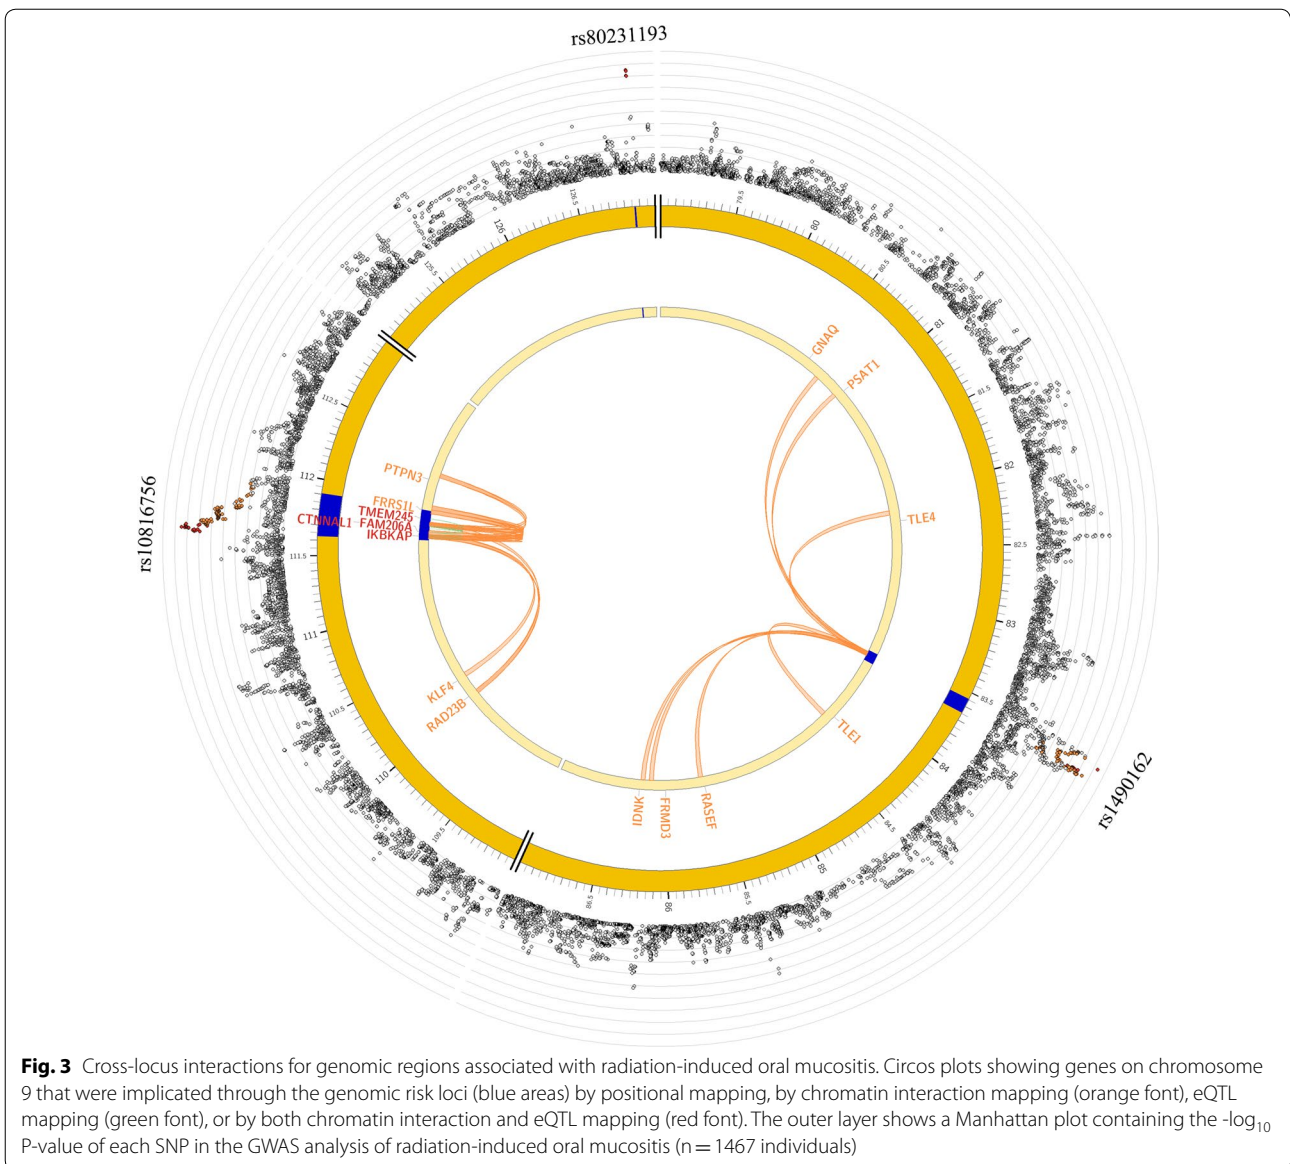 rs80231193
rs10816756
rs1490162
79.5
80
80.5
81
81.5
82
82.5
83
83.5
84
84.5
85
85.5
86
86.5
109.5
110
110.5
111
111.5
112
112.5
125.5
126
126.5
GNAQ
PSAT1
TLE4
TLE1
RASEF
FRMD3
IDNK
RAD23B
KLF4
PTPN3
FRRS1L
TMEM245
CTNNAL1 FAM206A
IKBKAP
Fig. 3 Cross-locus interactions for genomic regions associated with radiation-induced oral mucositis. Circos plots showing genes on chromosome
9 that were implicated through the genomic risk loci (blue areas) by positional mapping, by chromatin interaction mapping (orange font), eQTL
mapping (green font), or by both chromatin interaction and eQTL mapping (red font). The outer layer shows a Manhattan plot containing the -log10
P-value of each SNP in the GWAS analysis of radiation-induced oral mucositis (n = 1467 individuals)